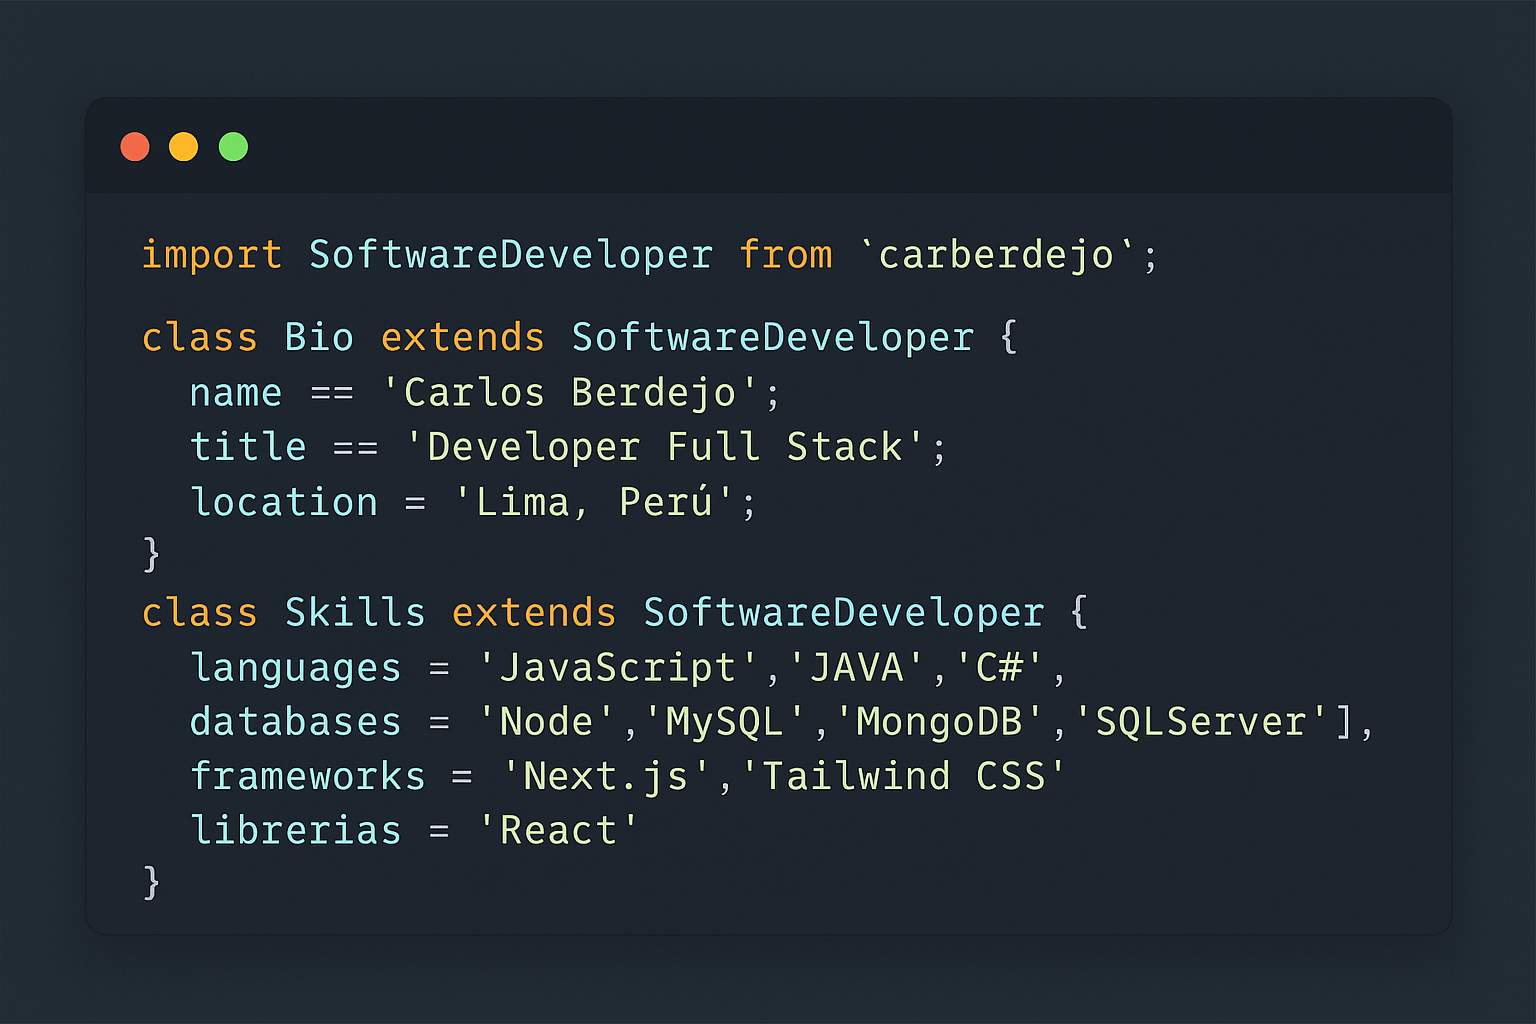 import SoftwareDeveloper from `carberdejo`;
class Bio extends SoftwareDeveloper {
name == 'Carlos Berdejo';
title == 'Developer Full Stack';
location = 'Lima, Perú';
}
class Skills extends SoftwareDeveloper {
languages = 'JavaScript','JAVA','C#',
databases = 'Node','MySQL','MongoDB','SQLServer'],
frameworks = 'Next.js','Tailwind CSS'
librerias = 'React'
}